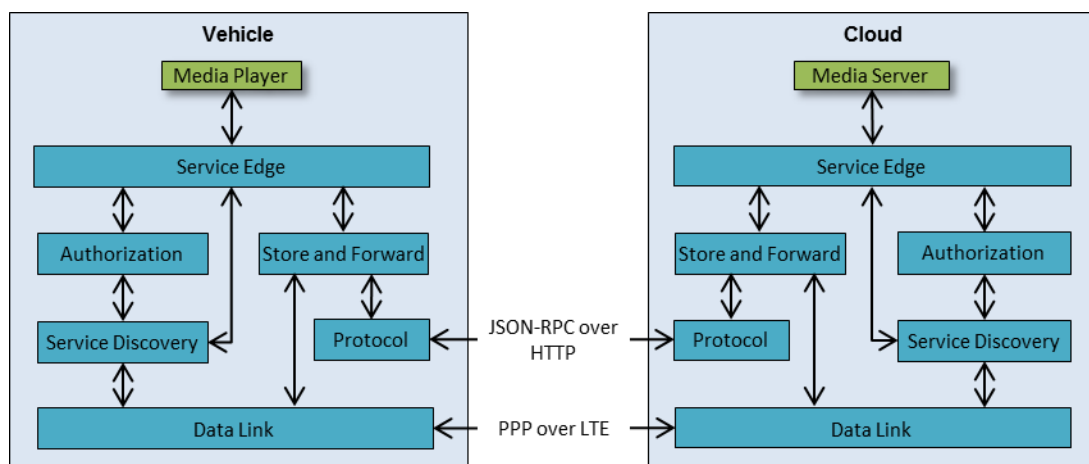 Vehicle
Media Player
Service Edge
Authorization
Store and Forward
Service Discovery
Protocol
Data Link
JSON-RPC over
HTTP
PPP over LTE
Cloud
Media Server
Service Edge
Store and Forward
Authorization
Protocol
Service Discovery
Data Link